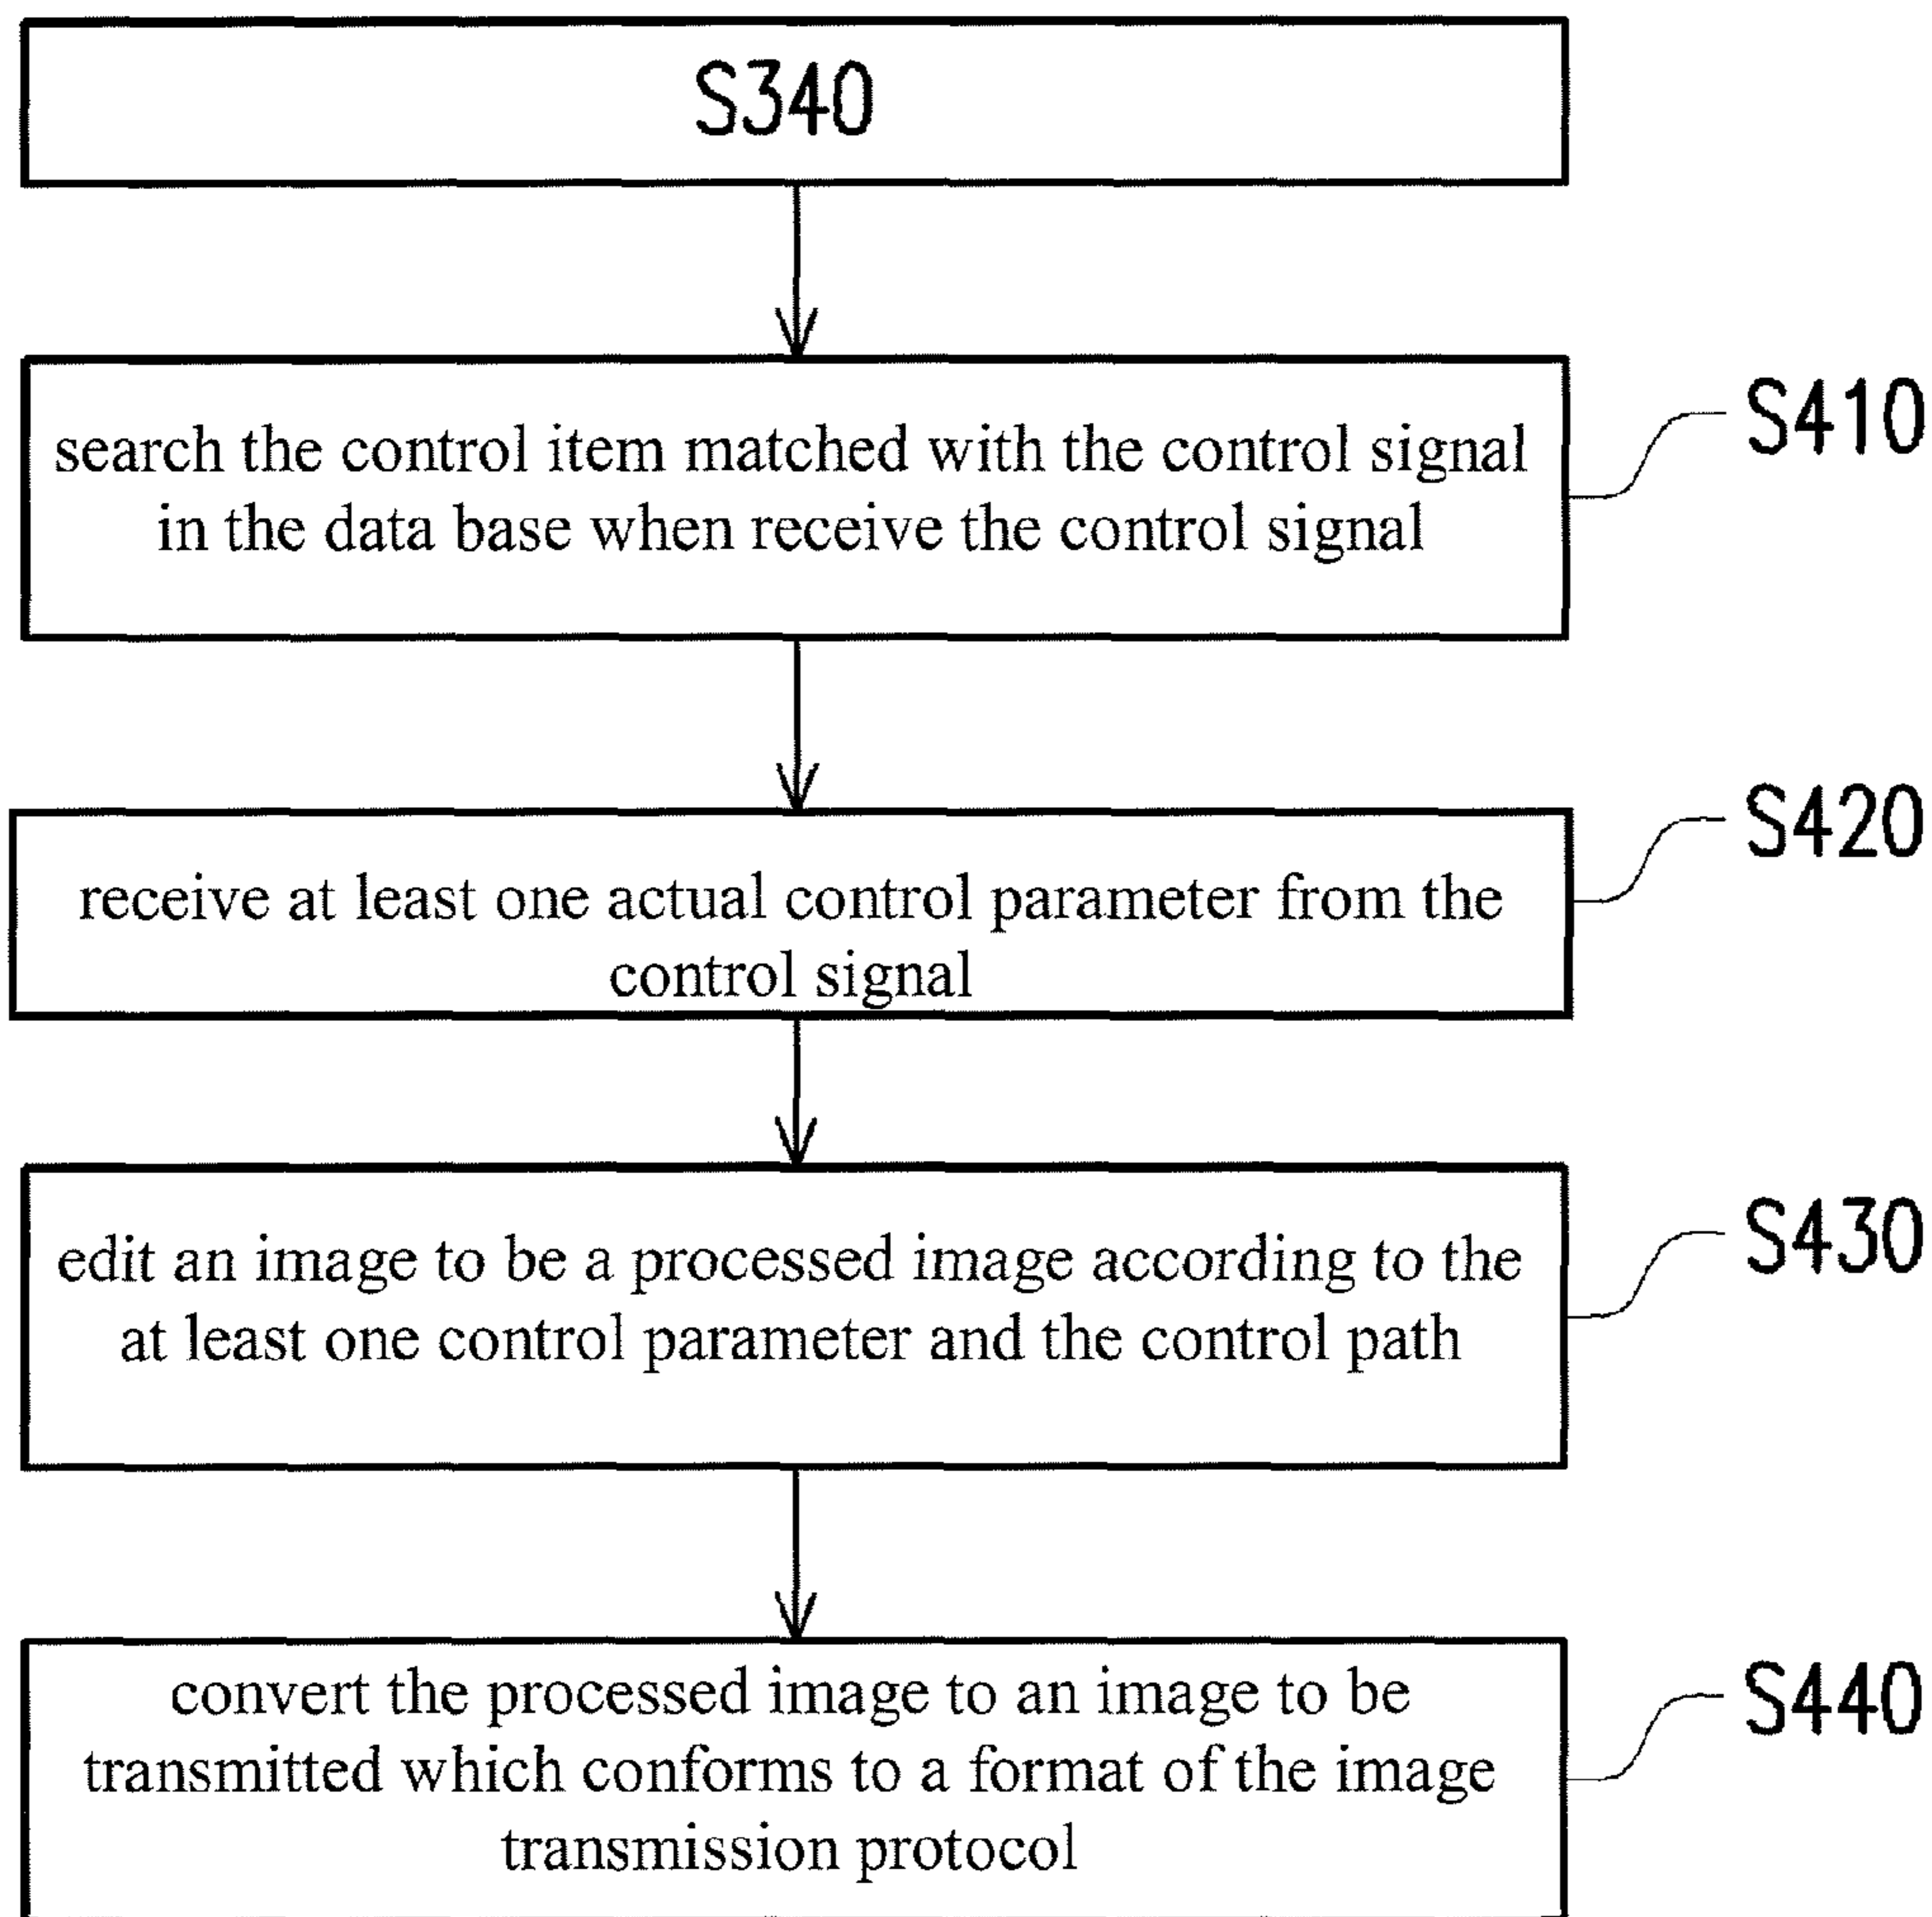 S340
search the control item matched with the control signal
in the data base when receive the control signal
S410
receive at least one actual control parameter from the
control signal
S420
edit an image to be a processed image according to the
at least one control parameter and the control path
S430
convert the processed image to an image to be
transmitted which conforms to a format of the image
transmission protocol
S440